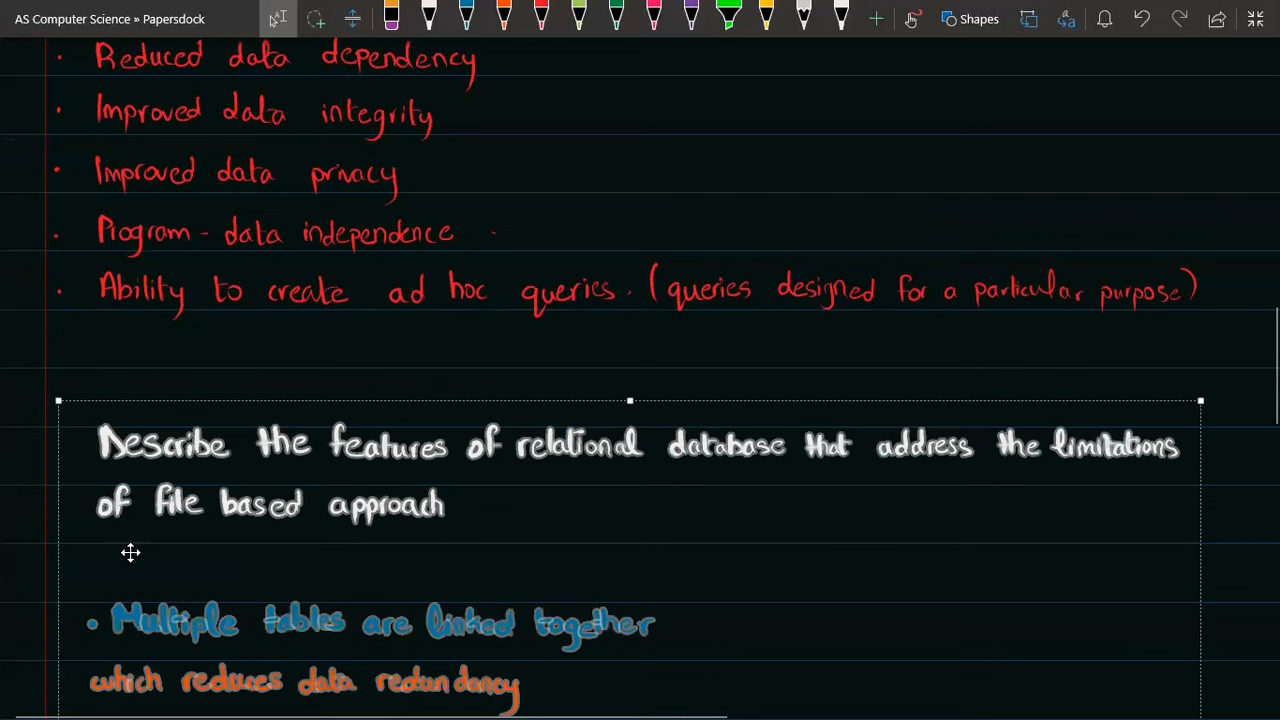 AS Computer Science » Papersdock
Shapes
• Reduced data dependency
• Improved data integrity
• Improved data privacy
• Program - data independence
• Ability to create ad hoc queries. (queries designed for a particular purpose)
Describe the features of relational database that address the limitations
of file based approach
• Multiple tables are linked together
which reduces data redundancy